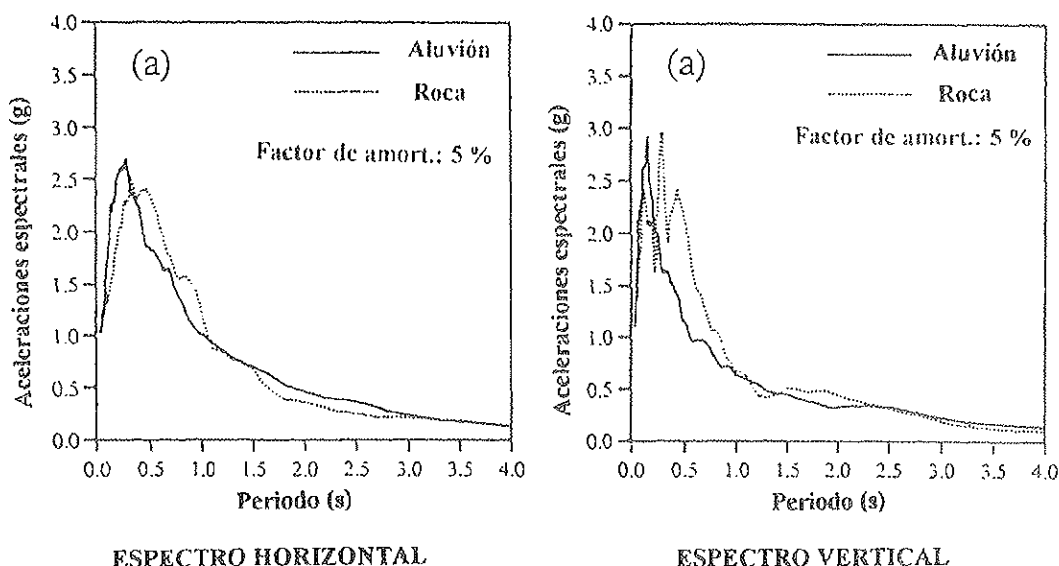 4.0
3.5
3.0
2.5
2.0
1.5
1.0
0.5
0.0
Aceleraciones espectrales (g)
(a)
Aluvión
Roca
Factor de amort.: 5 %
0.0 0.5 1.0 1.5 2.0 2.5 3.0 3.5 4.0
Periodo (s)
ESPECTRO HORIZONTAL
4.0
3.5
3.0
2.5
2.0
1.5
1.0
0.5
0.0
Aceleraciones espectrales (g)
(a)
Aluvión
Roca
Factor de amort.: 5 %
0.0 0.5 1.0 1.5 2.0 2.5 3.0 3.5 4.0
Periodo (s)
ESPECTRO VERTICAL